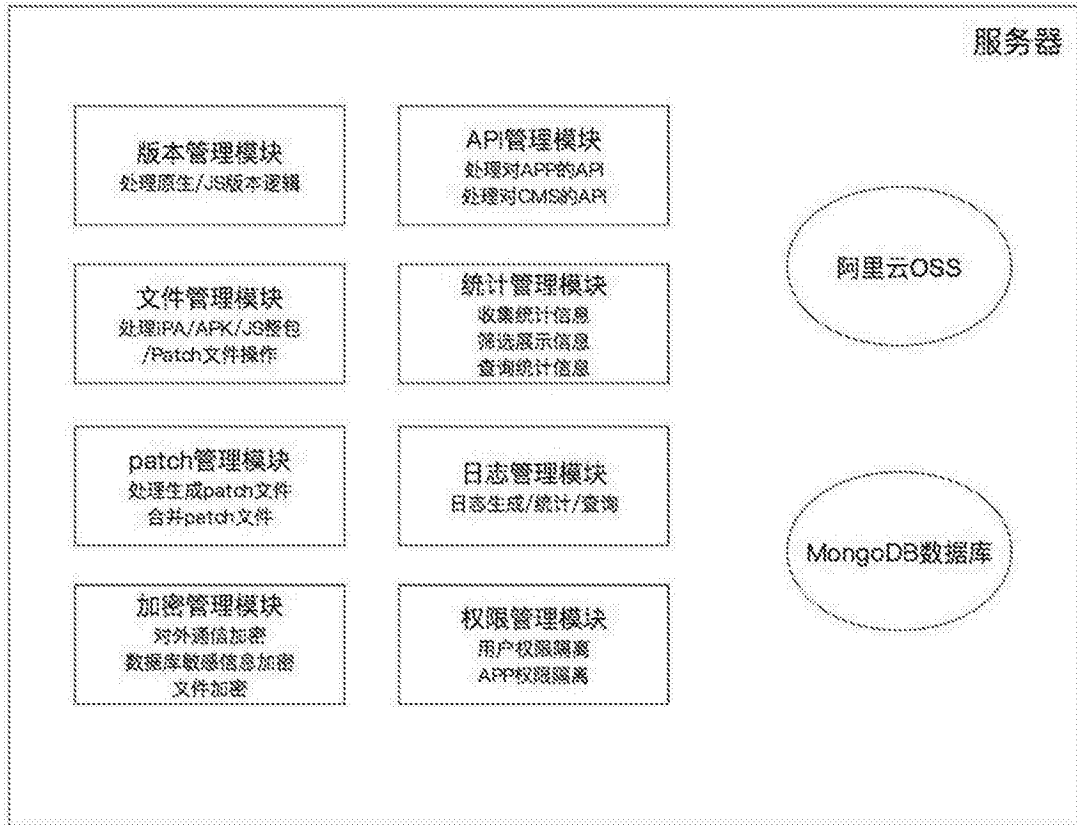 服务器
版本管理模块
处理原生/JS版本逻辑
API管理模块
处理对APP的API
处理对CMS的API
文件管理模块
处理IPA/APK/JS整包
/Patch文件操作
统计管理模块
收集统计信息
筛选展示信息
查询统计信息
patch管理模块
处理生成patch文件
合并patch文件
日志管理模块
日志生成/统计/查询
加密管理模块
对外通信加密
数据库敏感信息加密
文件加密
权限管理模块
用户权限隔离
APP权限隔离
阿里云OSS
MongoDB数据库